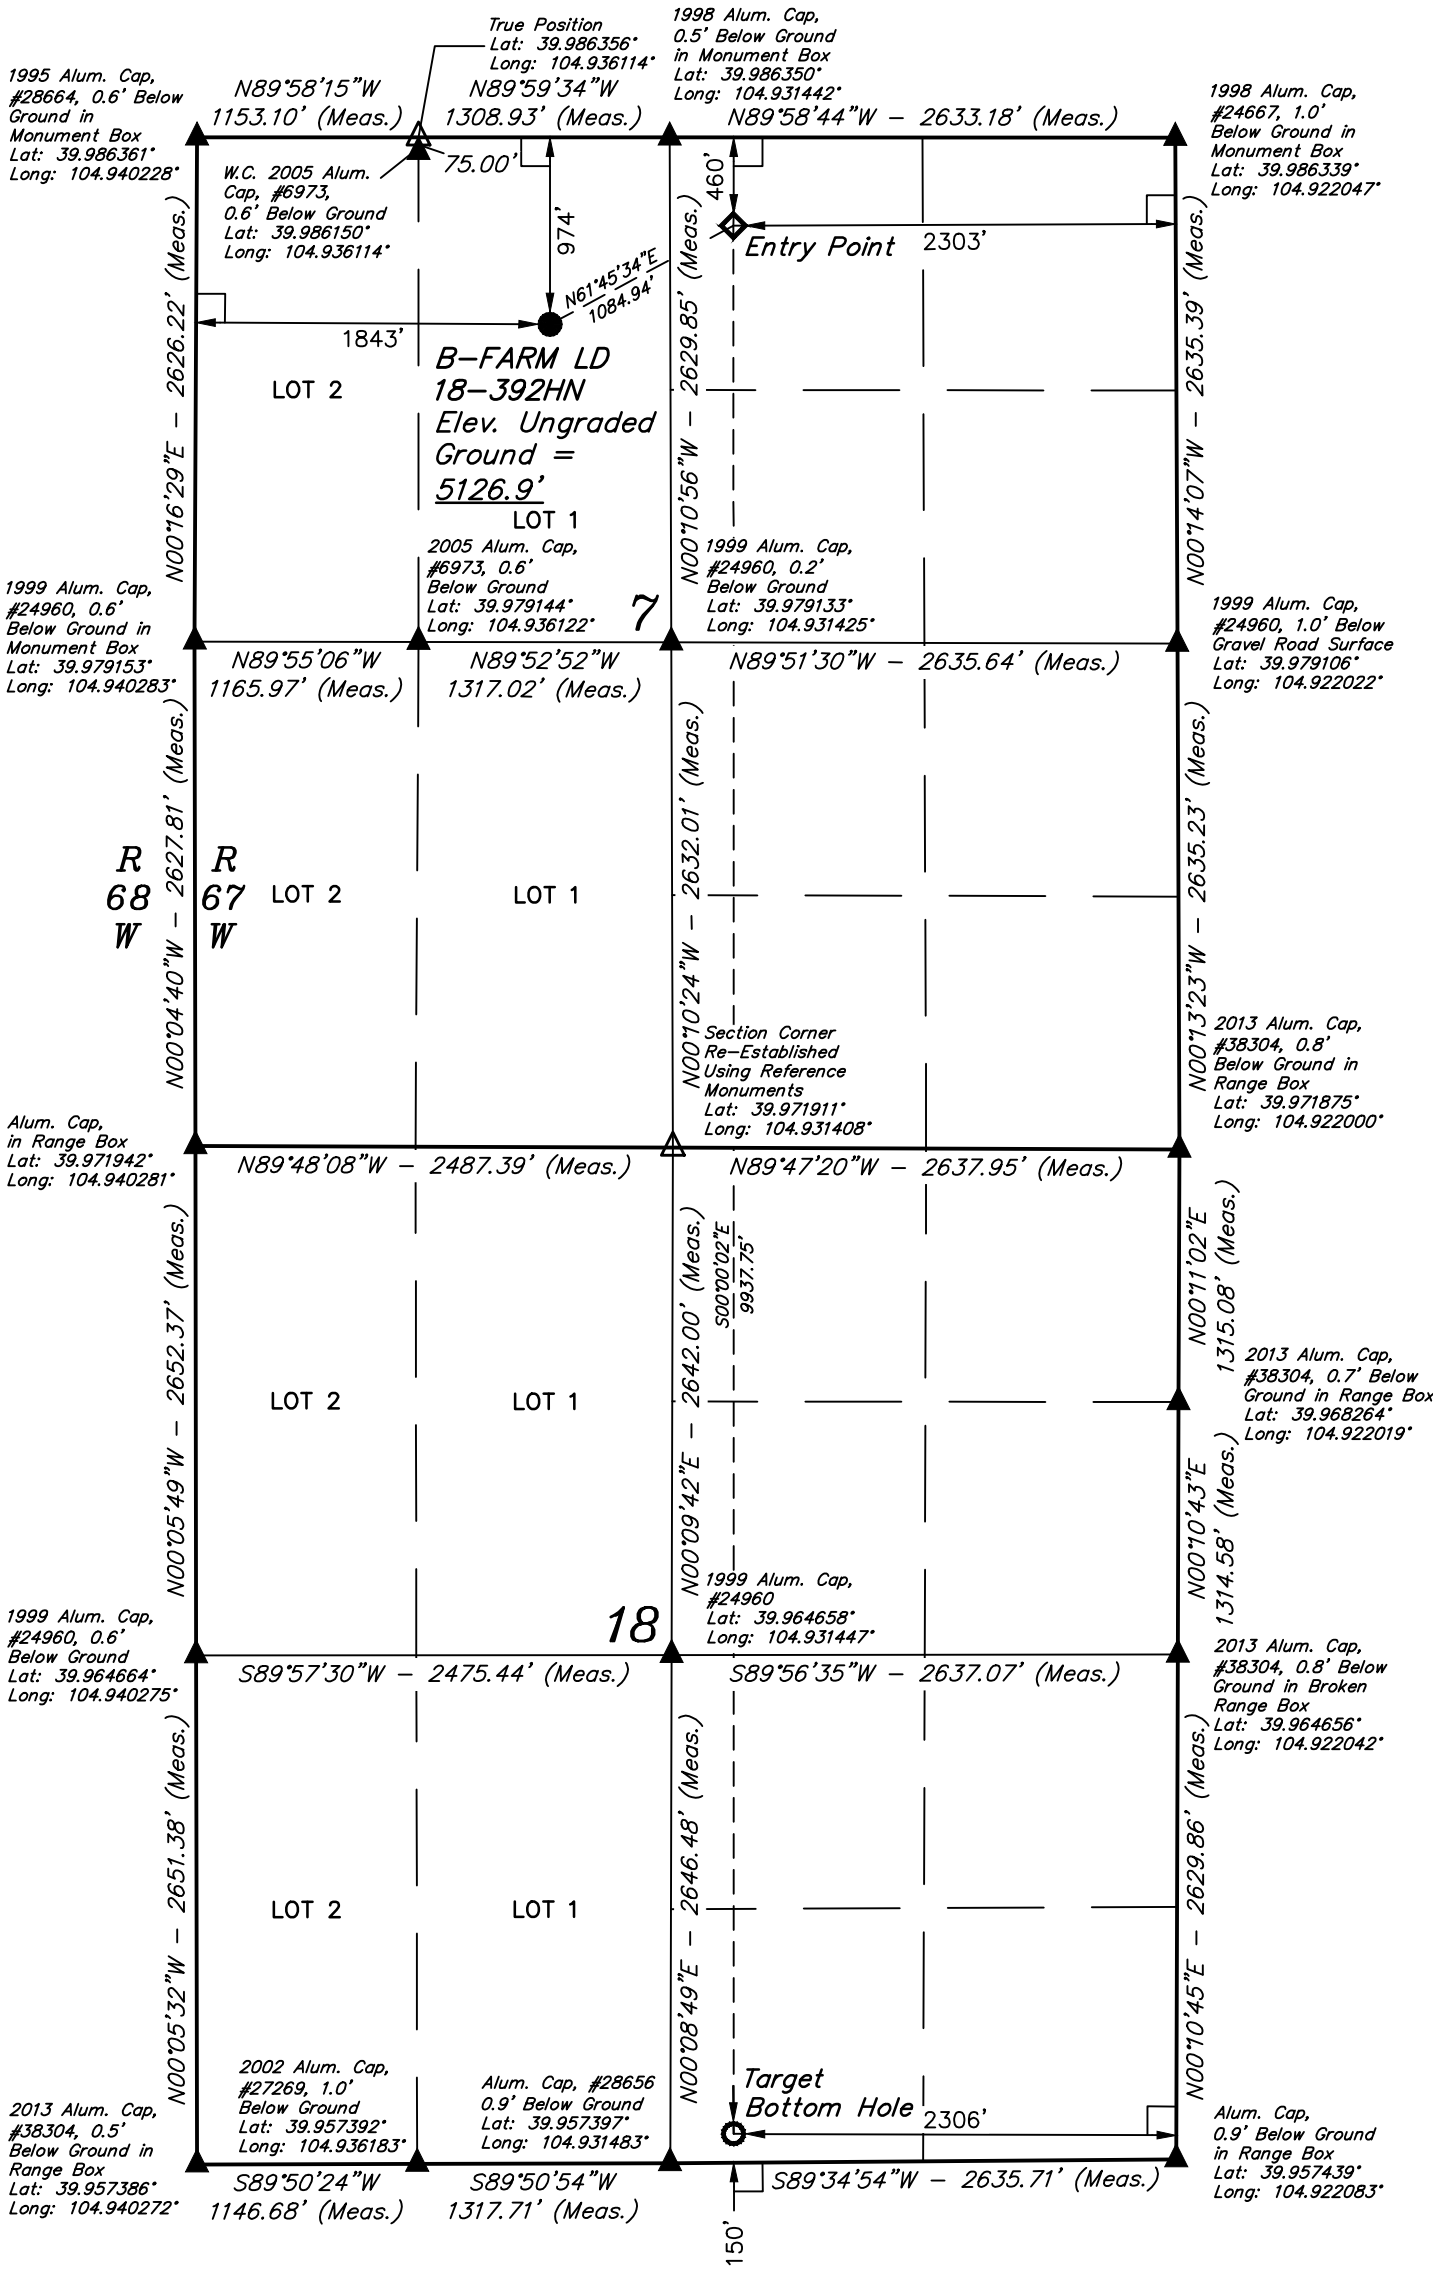 True Position
Lat: 39.986356°
Long: 104.936114°
1998 Alum. Cap,
0.5' Below Ground
in Monument Box
Lat: 39.986350°
Long: 104.931442°
1995 Alum. Cap,
#28664, 0.6' Below
Ground in
Monument Box
Lat: 39.986361°
Long: 104.940228°
N89°58'15"W
1153.10' (Meas.)
N89°59'34"W
1308.93' (Meas.)
N89°58'44"W - 2633.18' (Meas.)
1998 Alum. Cap,
#24667, 1.0'
Below Ground in
Monument Box
Lat: 39.986339°
Long: 104.922047°
W.C. 2005 Alum.
Cap, #6973,
0.6' Below Ground
Lat: 39.986150°
Long: 104.936114°
75.00'
974'
460'
Entry Point
2303'
N61°45'34"E
1084.94'
1843'
B-FARM LD
18-392HN
Elev. Ungraded
Ground =
5126.9'
LOT 2
LOT 1
N00°16'29"E - 2626.22' (Meas.)
N00°10'56"W - 2629.85' (Meas.)
N00°14'07"W - 2635.39' (Meas.)
1999 Alum. Cap,
#24960, 0.6'
Below Ground in
Monument Box
Lat: 39.979153°
Long: 104.940283°
2005 Alum. Cap,
#6973, 0.6'
Below Ground
Lat: 39.979144°
Long: 104.936122°
7
1999 Alum. Cap,
#24960, 0.2'
Below Ground
Lat: 39.979133°
Long: 104.931425°
1999 Alum. Cap,
#24960, 1.0' Below
Gravel Road Surface
Lat: 39.979106°
Long: 104.922022°
N89°55'06"W
1165.97' (Meas.)
N89°52'52"W
1317.02' (Meas.)
N89°51'30"W - 2635.64' (Meas.)
R
68
W
R
67
W
N00°04'40"W - 2627.81' (Meas.)
LOT 2
LOT 1
N00°10'24"W - 2632.01' (Meas.)
N00°13'23"W - 2635.23' (Meas.)
Section Corner
Re-Established
Using Reference
Monuments
Lat: 39.971911°
Long: 104.931408°
2013 Alum. Cap,
#38304, 0.8'
Below Ground in
Range Box
Lat: 39.971875°
Long: 104.922000°
Alum. Cap,
in Range Box
Lat: 39.971942°
Long: 104.940281°
N89°48'08"W - 2487.39' (Meas.)
N89°47'20"W - 2637.95' (Meas.)
N00°05'49"W - 2652.37' (Meas.)
LOT 2
LOT 1
N00°09'42"E - 2642.00' (Meas.)
S00°00'02"E
9937.75'
N00°11'02"E
1315.08' (Meas.)
2013 Alum. Cap,
#38304, 0.7' Below
Ground in Range Box
Lat: 39.968264°
Long: 104.922019°
N00°10'43"E
1314.58' (Meas.)
1999 Alum. Cap,
#24960, 0.6'
Below Ground
Lat: 39.964664°
Long: 104.940275°
18
1999 Alum. Cap,
#24960
Lat: 39.964658°
Long: 104.931447°
2013 Alum. Cap,
#38304, 0.8' Below
Ground in Broken
Range Box
Lat: 39.964656°
Long: 104.922042°
S89°57'30"W - 2475.44' (Meas.)
S89°56'35"W - 2637.07' (Meas.)
N00°05'32"W - 2651.38' (Meas.)
LOT 2
LOT 1
N00°08'49"E - 2646.48' (Meas.)
N00°10'45"E - 2629.86' (Meas.)
2013 Alum. Cap,
#38304, 0.5'
Below Ground in
Range Box
Lat: 39.957386°
Long: 104.940272°
2002 Alum. Cap,
#27269, 1.0'
Below Ground
Lat: 39.957392°
Long: 104.936183°
Alum. Cap, #28656
0.9' Below Ground
Lat: 39.957397°
Long: 104.931483°
Target
Bottom Hole
2306'
Alum. Cap,
0.9' Below Ground
in Range Box
Lat: 39.957439°
Long: 104.922083°
S89°50'24"W
1146.68' (Meas.)
S89°50'54"W
1317.71' (Meas.)
S89°34'54"W - 2635.71' (Meas.)
150'